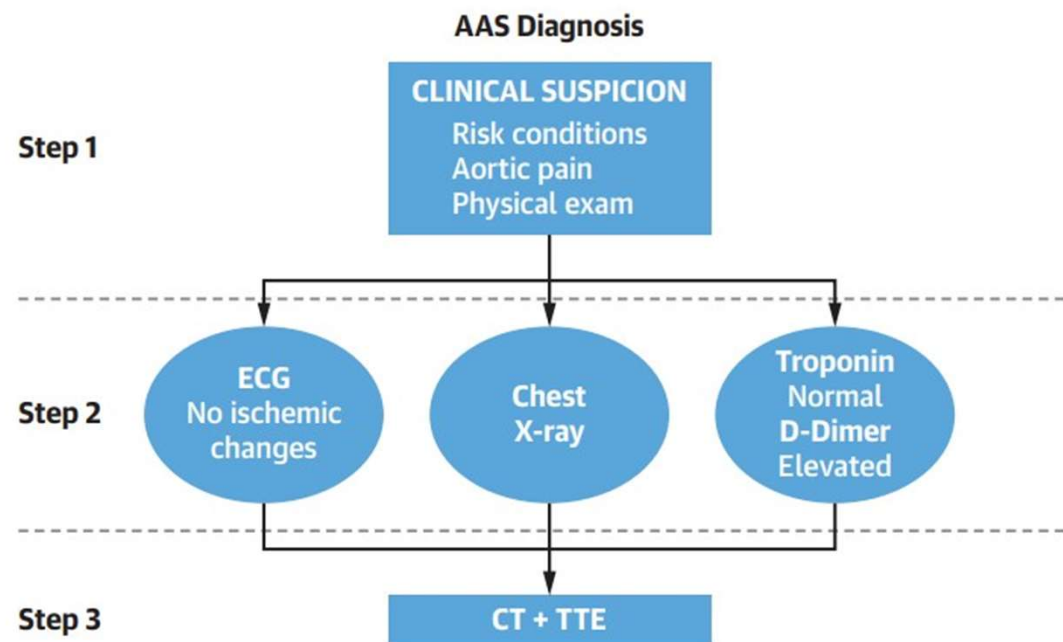 AAS Diagnosis
Step 1
CLINICAL SUSPICION
Risk conditions
Aortic pain
Physical exam
Step 2
ECG
No ischemic
changes
Chest
X-ray
Troponin
Normal
D-Dimer
Elevated
Step 3
CT + TTE